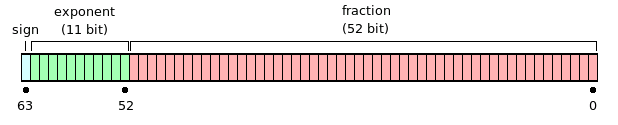 sign
exponent
(11 bit)
fraction
(52 bit)
63
52
0